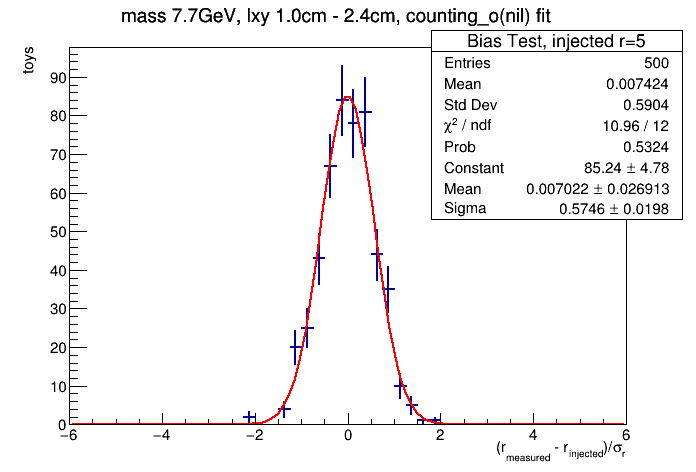 mass 7.7GeV, lxy 1.0cm - 2.4cm, counting_o(nil) fit
Bias Test, injected r=5
Entries 500
Mean 0.007424
Std Dev 0.5904
χ² / ndf 10.96 / 12
Prob 0.5324
Constant 85.24 ± 4.78
Mean 0.007022 ± 0.026913
Sigma 0.5746 ± 0.0198
toys
90
80
70
60
50
40
30
20
10
0
−6 −4 −2 0 2 4 6
(r_measured - r_injected)/σ_r